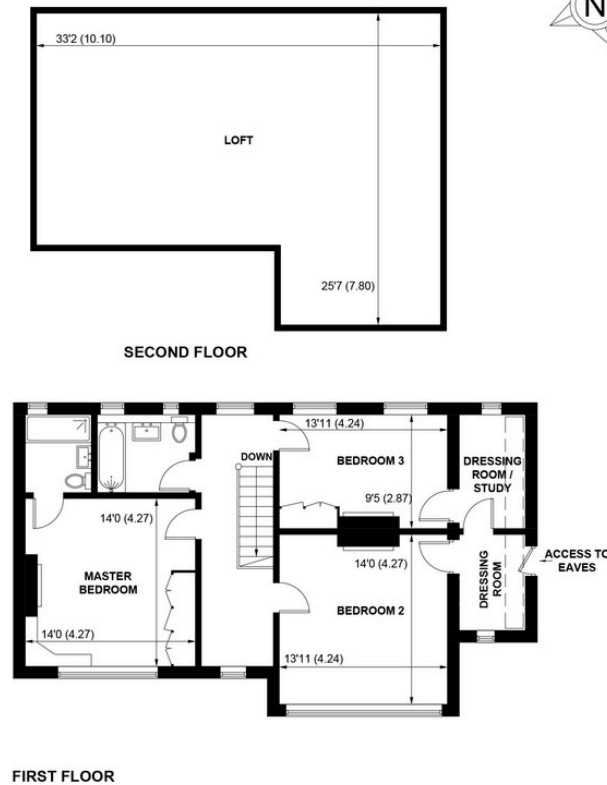 N
33'2 (10.10)
LOFT
25'7 (7.80)
SECOND FLOOR
13'11 (4.24)
DOWN
BEDROOM 3
DRESSING
ROOM /
STUDY
9'5 (2.87)
14'0 (4.27)
14'0 (4.27)
ACCESS TO
EAVES
MASTER
BEDROOM
DRESSING
ROOM
BEDROOM 2
14'0 (4.27)
13'11 (4.24)
FIRST FLOOR